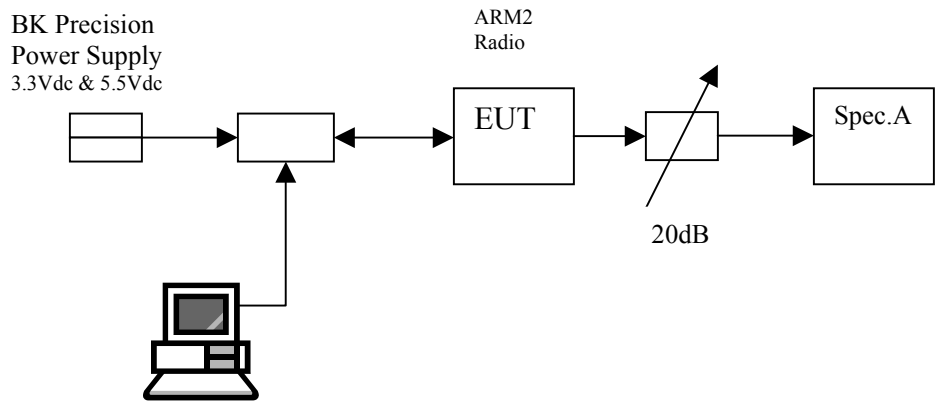 BK Precision
Power Supply
3.3Vdc & 5.5Vdc
ARM2
Radio
EUT
Spec.A
20dB